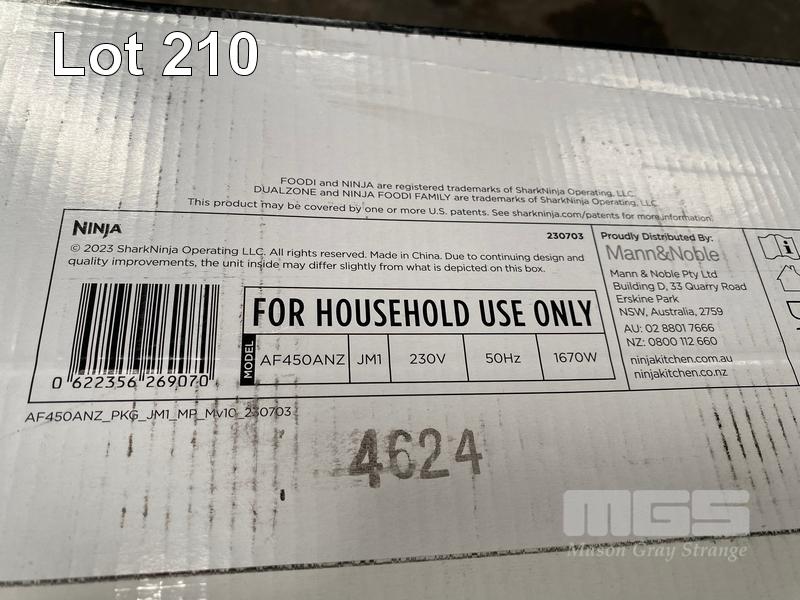 Lot 210
FOODI and NINJA are registered trademarks of SharkNinja Operating, LLC.
DUALZONE and NINJA FOODI FAMILY are trademarks of SharkNinja Operating, LLC.
This product may be covered by one or more U.S. patents. See sharkninja.com/patents for more information.
NINJA
230703
© 2023 SharkNinja Operating LLC. All rights reserved. Made in China. Due to continuing design and
quality improvements, the unit inside may differ slightly from what is depicted on this box.
0 622356 269070
FOR HOUSEHOLD USE ONLY
MODEL AF450ANZ JM1 230V 50Hz 1670W
AF450ANZ_PKG_JM1_MP_Mv10_230703
Proudly Distributed By:
Mann&Noble
Mann & Noble Pty Ltd
Building D, 33 Quarry Road
Erskine Park
NSW, Australia, 2759
AU: 02 8801 7666
NZ: 0800 112 660
ninjakitchen.com.au
ninjakitchen.co.nz
4624
MGS
Mason Gray Strange